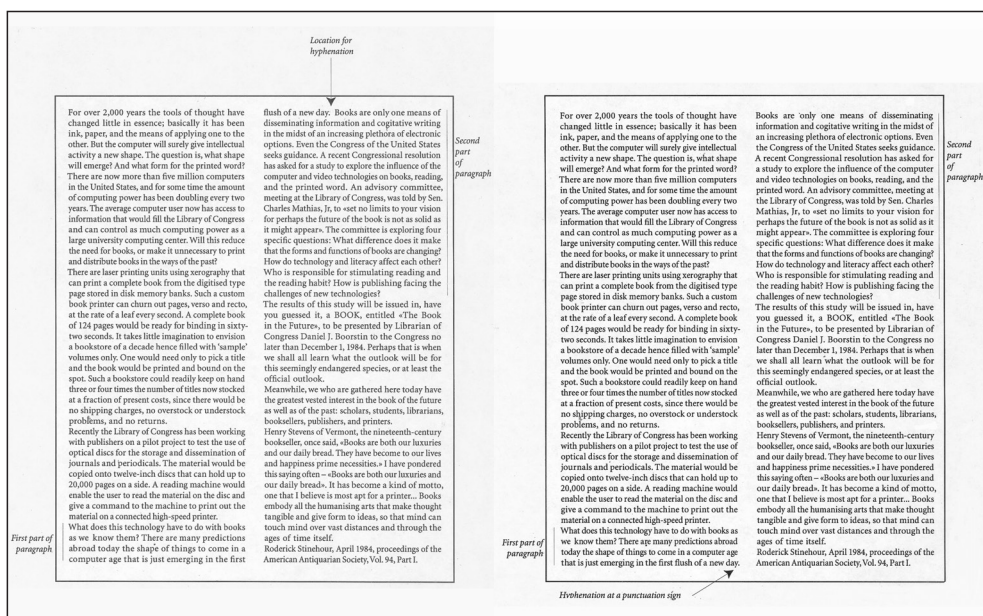 Location for
hyphenation
For over 2,000 years the tools of thought have
changed little in essence; basically it has been
ink, paper, and the means of applying one to the
other. But the computer will surely give intellectual
activity a new shape. The question is, what shape
will emerge? And what form for the printed word?
There are now more than five million computers
in the United States, and for some time the amount
of computing power has been doubling every two
years. The average computer user now has access to
information that would fill the Library of Congress
and can control as much computing power as a
large university computing center. Will this reduce
the need for books, or make it unnecessary to print
and distribute books in the ways of the past?
There are laser printing units using xerography that
can print a complete book from the digitised type
page stored in disk memory banks. Such a custom
book printer can churn out pages, verso and recto,
at the rate of a leaf every second. A complete book
of 124 pages would be ready for binding in sixty-
two seconds. It takes little imagination to envision
a bookstore of a decade hence filled with 'sample'
volumes only. One would need only to pick a title
and the book would be printed and bound on the
spot. Such a bookstore could readily keep on hand
three or four times the number of titles now stocked
at a fraction of present costs, since there would be
no shipping charges, no overstock or understock
problems, and no returns.
Recently the Library of Congress has been working
with publishers on a pilot project to test the use of
optical discs for the storage and dissemination of
journals and periodicals. The material would be
copied onto twelve-inch discs that can hold up to
20,000 pages on a side. A reading machine would
enable the user to read the material on the disc and
give a command to the machine to print out the
material on a connected high-speed printer.
What does this technology have to do with books
as we know them? There are many predictions
abroad today the shape of things to come in a
computer age that is just emerging in the first
First part of
paragraph
flush of a new day. Books are only one means of
disseminating information and cogitative writing
in the midst of an increasing plethora of electronic
options. Even the Congress of the United States
seeks guidance. A recent Congressional resolution
has asked for a study to explore the influence of the
computer and video technologies on books, reading,
and the printed word. An advisory committee,
meeting at the Library of Congress, was told by Sen.
Charles Mathias, Jr, to «set no limits to your vision
for perhaps the future of the book is not as solid as
it might appear». The committee is exploring four
specific questions: What difference does it make
that the forms and functions of books are changing?
How do technology and literacy affect each other?
Who is responsible for stimulating reading and
the reading habit? How is publishing facing the
challenges of new technologies?
The results of this study will be issued in, have
you guessed it, a BOOK, entitled «The Book
in the Future», to be presented by Librarian of
Congress Daniel J. Boorstin to the Congress no
later than December 1, 1984. Perhaps that is when
we shall all learn what the outlook will be for
this seemingly endangered species, or at least the
official outlook.
Meanwhile, we who are gathered here today have
the greatest vested interest in the book of the future
as well as of the past: scholars, students, librarians,
booksellers, publishers, and printers.
Henry Stevens of Vermont, the nineteenth-century
bookseller, once said, «Books are both our luxuries
and our daily bread. They have become to our lives
and happiness prime necessities.» I have pondered
this saying often – «Books are both our luxuries and
our daily bread». It has become a kind of motto,
one that I believe is most apt for a printer... Books
embody all the humanising arts that make thought
tangible and give form to ideas, so that mind can
touch mind over vast distances and through the
ages of time itself.
Roderick Stinehour, April 1984, proceedings of the
American Antiquarian Society, Vol. 94, Part I.
Second
part
of
paragraph
For over 2,000 years the tools of thought have
changed little in essence; basically it has been
ink, paper, and the means of applying one to the
other. But the computer will surely give intellectual
activity a new shape. The question is, what shape
will emerge? And what form for the printed word?
There are now more than five million computers
in the United States, and for some time the amount
of computing power has been doubling every two
years. The average computer user now has access to
information that would fill the Library of Congress
and can control as much computing power as a
large university computing center. Will this reduce
the need for books, or make it unnecessary to print
and distribute books in the ways of the past?
There are laser printing units using xerography that
can print a complete book from the digitised type
page stored in disk memory banks. Such a custom
book printer can churn out pages, verso and recto,
at the rate of a leaf every second. A complete book
of 124 pages would be ready for binding in sixty-
two seconds. It takes little imagination to envision
a bookstore of a decade hence filled with 'sample'
volumes only. One would need only to pick a title
and the book would be printed and bound on the
spot. Such a bookstore could readily keep on hand
three or four times the number of titles now stocked
at a fraction of present costs, since there would be
no shipping charges, no overstock or understock
problems, and no returns.
Recently the Library of Congress has been working
with publishers on a pilot project to test the use of
optical discs for the storage and dissemination of
journals and periodicals. The material would be
copied onto twelve-inch discs that can hold up to
20,000 pages on a side. A reading machine would
enable the user to read the material on the disc and
give a command to the machine to print out the
material on a connected high-speed printer.
What does this technology have to do with books as
we know them? There are many predictions abroad
today the shape of things to come in a computer age
that is just emerging in the first flush of a new day.
First part of
paragraph
Books are only one means of disseminating
information and cogitative writing in the midst of
an increasing plethora of electronic options. Even
the Congress of the United States seeks guidance.
A recent Congressional resolution has asked for
a study to explore the influence of the computer
and video technologies on books, reading, and the
printed word. An advisory committee, meeting at
the Library of Congress, was told by Sen. Charles
Mathias, Jr, to «set no limits to your vision for
perhaps the future of the book is not as solid as it
might appear». The committee is exploring four
specific questions: What difference does it make
that the forms and functions of books are changing?
How do technology and literacy affect each other?
Who is responsible for stimulating reading and
the reading habit? How is publishing facing the
challenges of new technologies?
The results of this study will be issued in, have
you guessed it, a BOOK, entitled «The Book
in the Future», to be presented by Librarian of
Congress Daniel J. Boorstin to the Congress no
later than December 1, 1984. Perhaps that is when
we shall all learn what the outlook will be for
this seemingly endangered species, or at least the
official outlook.
Meanwhile, we who are gathered here today have
the greatest vested interest in the book of the future
as well as of the past: scholars, students, librarians,
booksellers, publishers, and printers.
Henry Stevens of Vermont, the nineteenth-century
bookseller, once said, «Books are both our luxuries
and our daily bread. They have become to our lives
and happiness prime necessities.» I have pondered
this saying often – «Books are both our luxuries and
our daily bread». It has become a kind of motto,
one that I believe is most apt for a printer... Books
embody all the humanising arts that make thought
tangible and give form to ideas, so that mind can
touch mind over vast distances and through the
ages of time itself.
Roderick Stinehour, April 1984, proceedings of the
American Antiquarian Society, Vol. 94, Part I.
Second
part
of
paragraph
Hyphenation at a punctuation sign